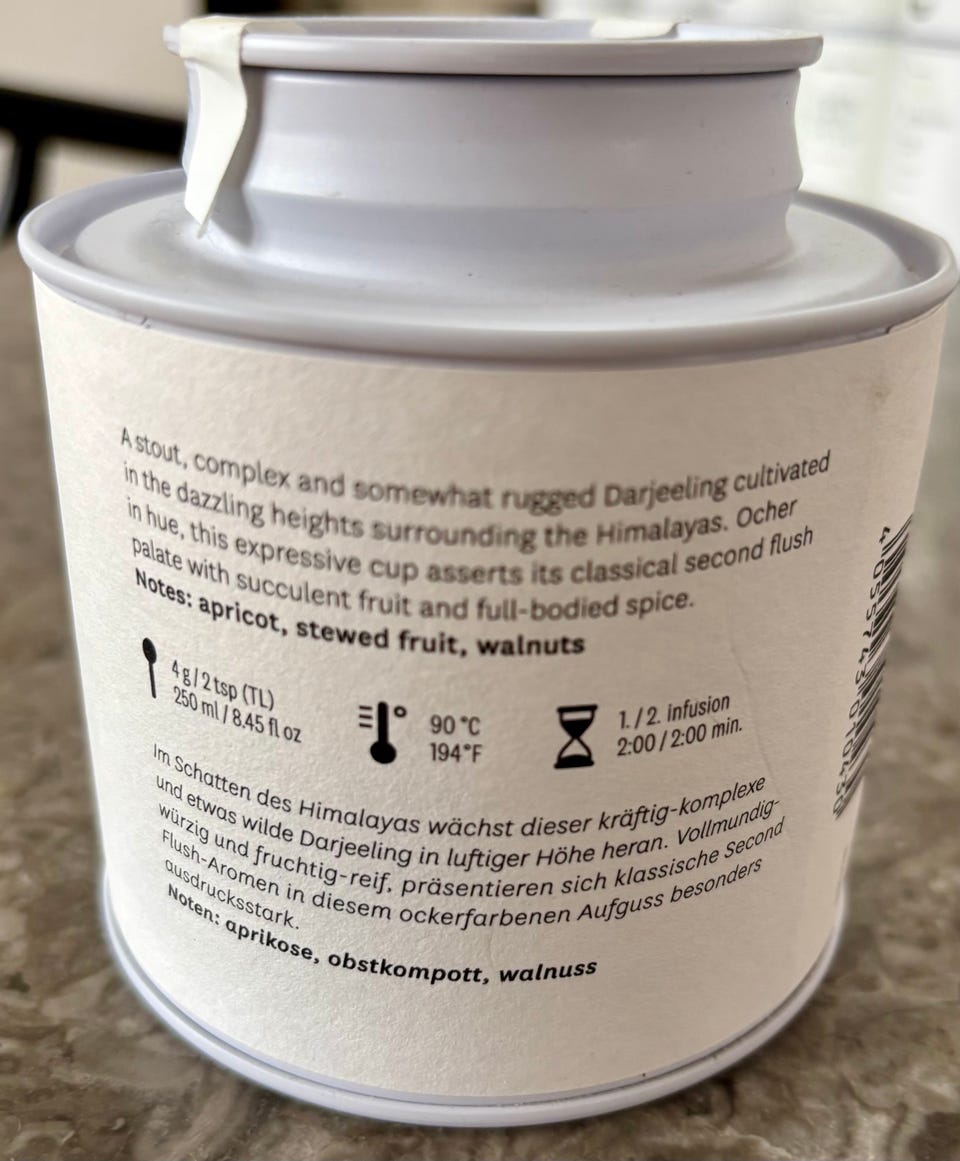 A stout, complex and somewhat rugged Darjeeling cultivated
in the dazzling heights surrounding the Himalayas. Ocher
in hue, this expressive cup asserts its classical second flush
palate with succulent fruit and full-bodied spice.
Notes: apricot, stewed fruit, walnuts
4 g / 2 tsp (TL)
250 ml / 8.45 fl oz
90 °C
194°F
1. / 2. infusion
2:00 / 2:00 min.
Im Schatten des Himalayas wächst dieser kräftig-komplexe
und etwas wilde Darjeeling in luftiger Höhe heran. Vollmundig-
würzig und fruchtig-reif, präsentieren sich klassische Second
Flush-Aromen in diesem ockerfarbenen Aufguss besonders
ausdrucksstark.
Noten: aprikose, obstkompott, walnuss